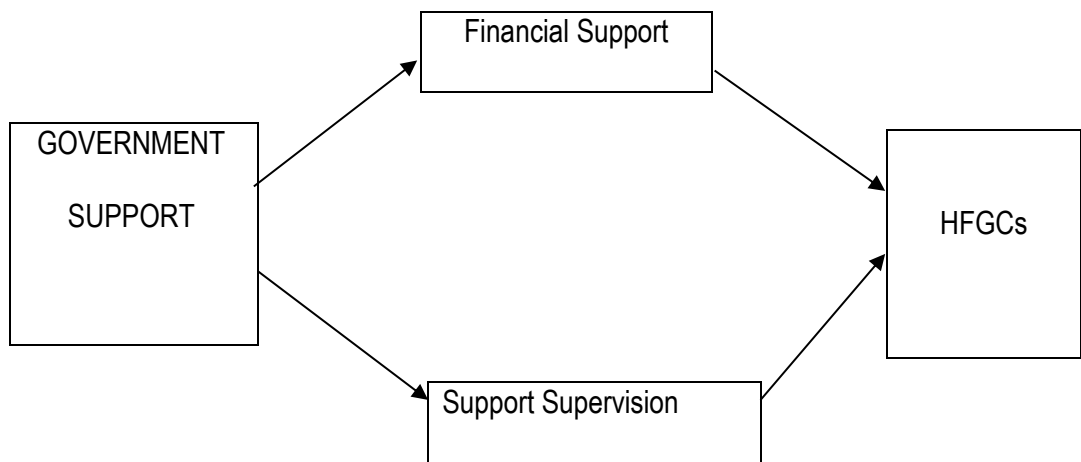 Financial Support
GOVERNMENT
SUPPORT
HFGCs
Support Supervision